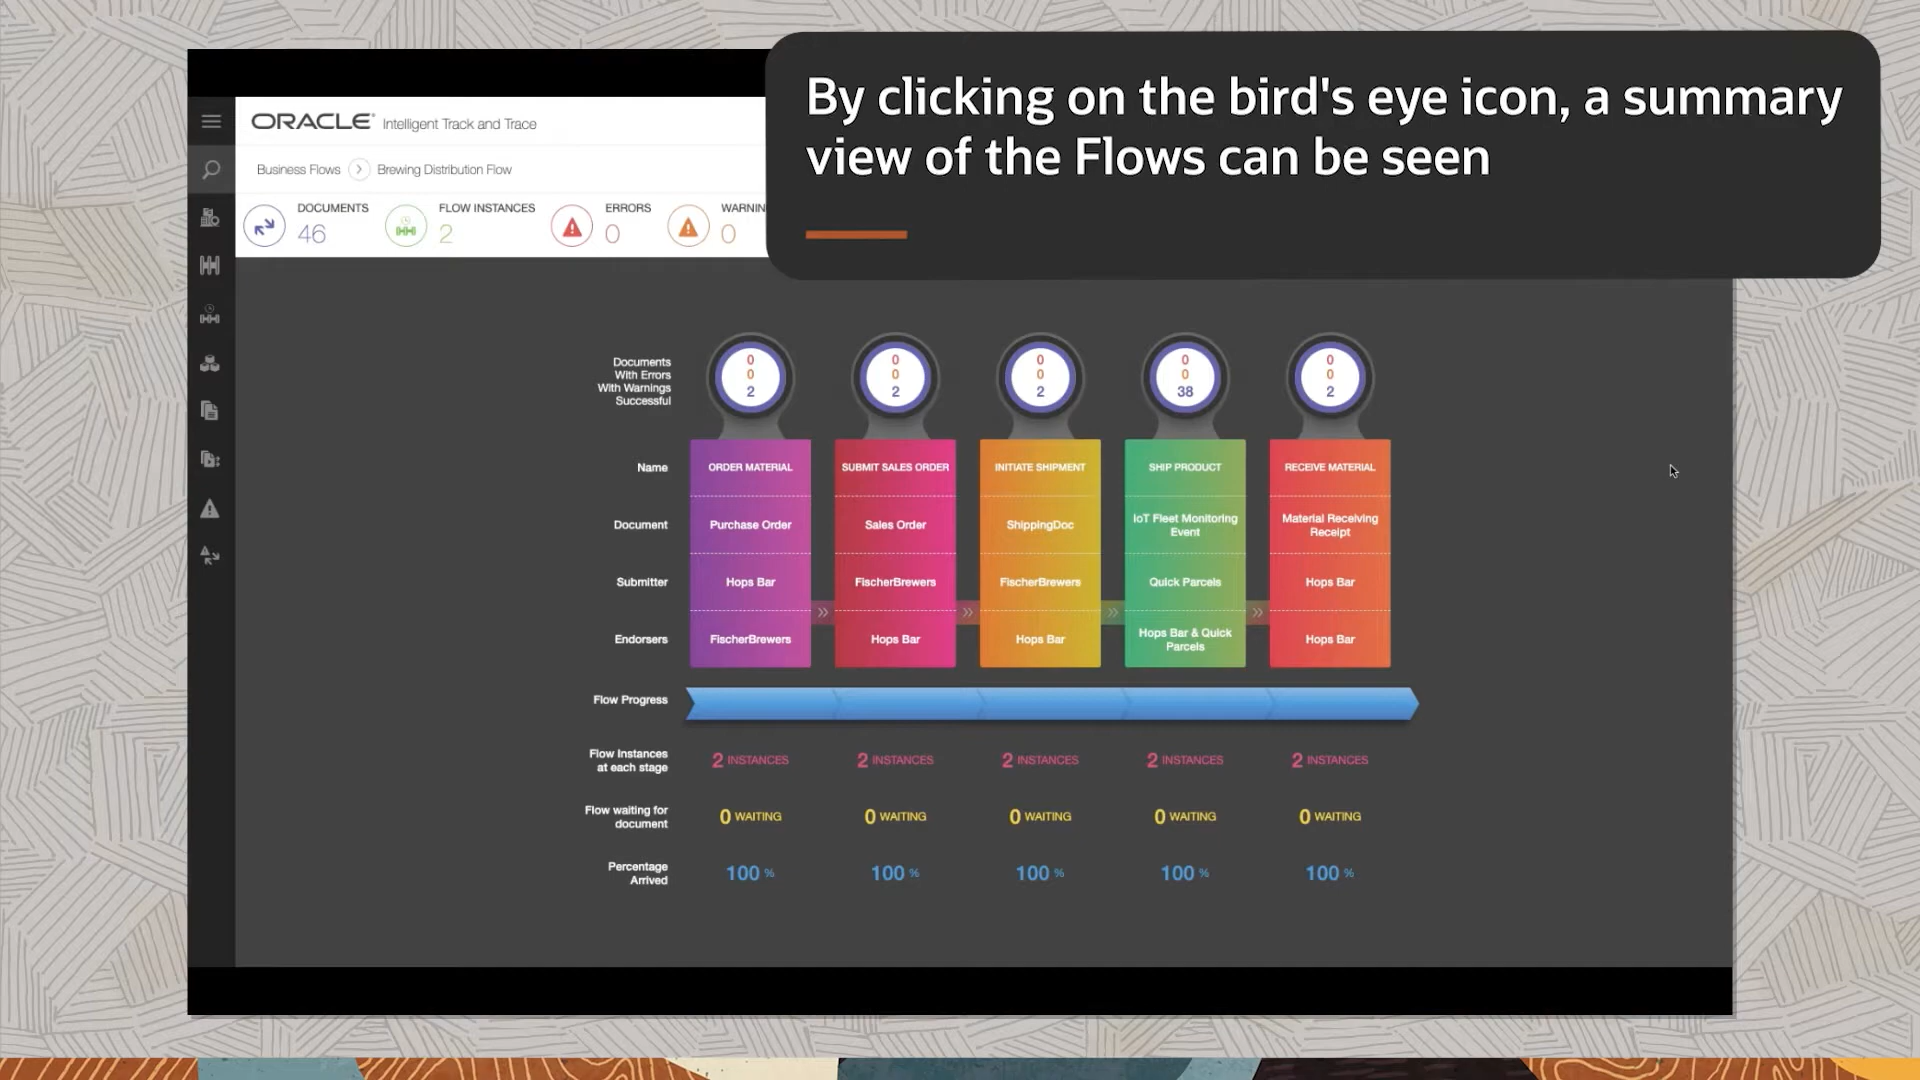 By clicking on the bird's eye icon, a summary
view of the Flows can be seen
ORACLE Intelligent Track and Trace
Business Flows Brewing Distribution Flow
DOCUMENTS
46
FLOW INSTANCES
2
ERRORS
0
WARNIN
0
Documents
With Errors
With Warnings
Successful
0
0
2
0
0
2
0
0
2
0
0
38
0
0
2
Name
ORDER MATERIAL
SUBMIT SALES ORDER
INITIATE SHIPMENT
SHIP PRODUCT
RECEIVE MATERIAL
Document
Purchase Order
Sales Order
ShippingDoc
IoT Fleet Monitoring
Event
Material Receiving
Receipt
Submitter
Hops Bar
FischerBrewers
FischerBrewers
Quick Parcels
Hops Bar
Endorsers
FischerBrewers
Hops Bar
Hops Bar
Hops Bar & Quick
Parcels
Hops Bar
Flow Progress
Flow Instances
at each stage
2 INSTANCES
2 INSTANCES
2 INSTANCES
2 INSTANCES
2 INSTANCES
Flow waiting for
document
0 WAITING
0 WAITING
0 WAITING
0 WAITING
0 WAITING
Percentage
Arrived
100 %
100 %
100 %
100 %
100 %